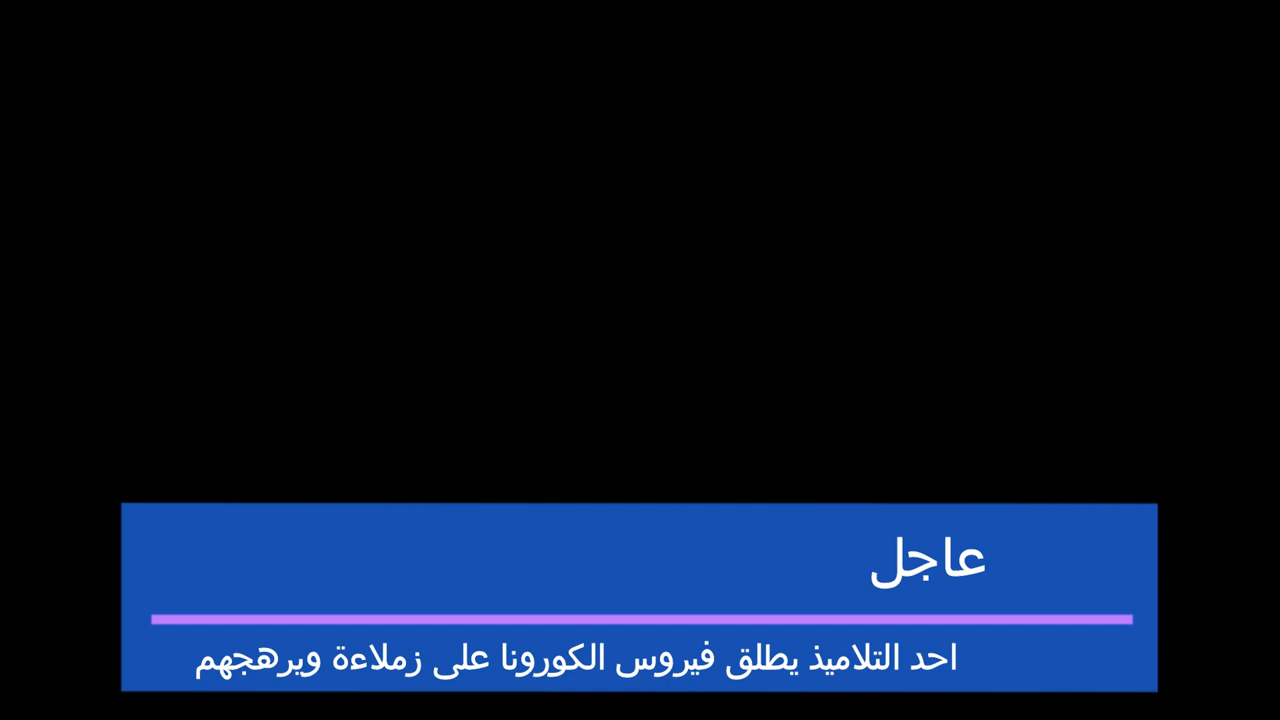 عاجل
احد التلاميذ يطلق فيروس الكورونا على زملاءة ويرهجهم